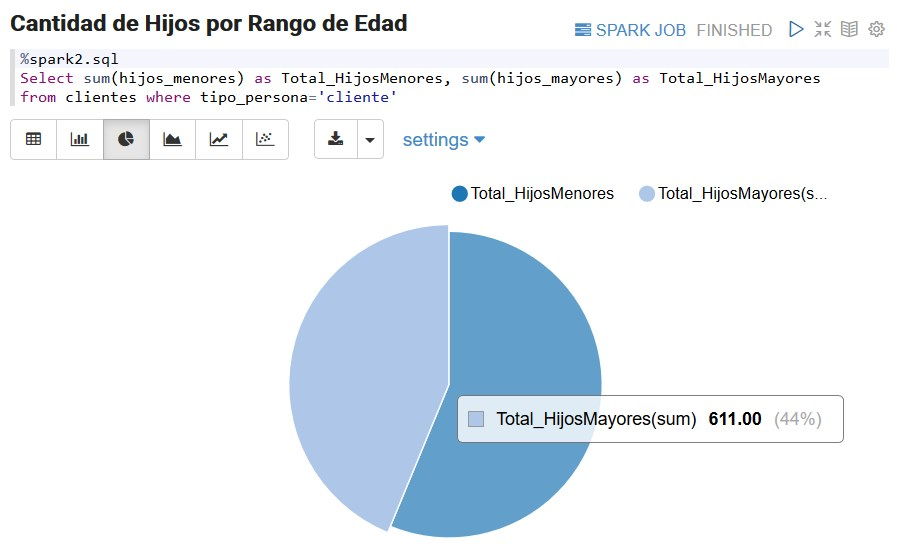 Cantidad de Hijos por Rango de Edad
SPARK JOB FINISHED
%spark2.sql
Select sum(hijos_menores) as Total_HijosMenores, sum(hijos_mayores) as Total_HijosMayores
from clientes where tipo_persona='cliente'
settings
Total_HijosMenores Total_HijosMayores(s...
Total_HijosMayores(sum) 611.00 (44%)